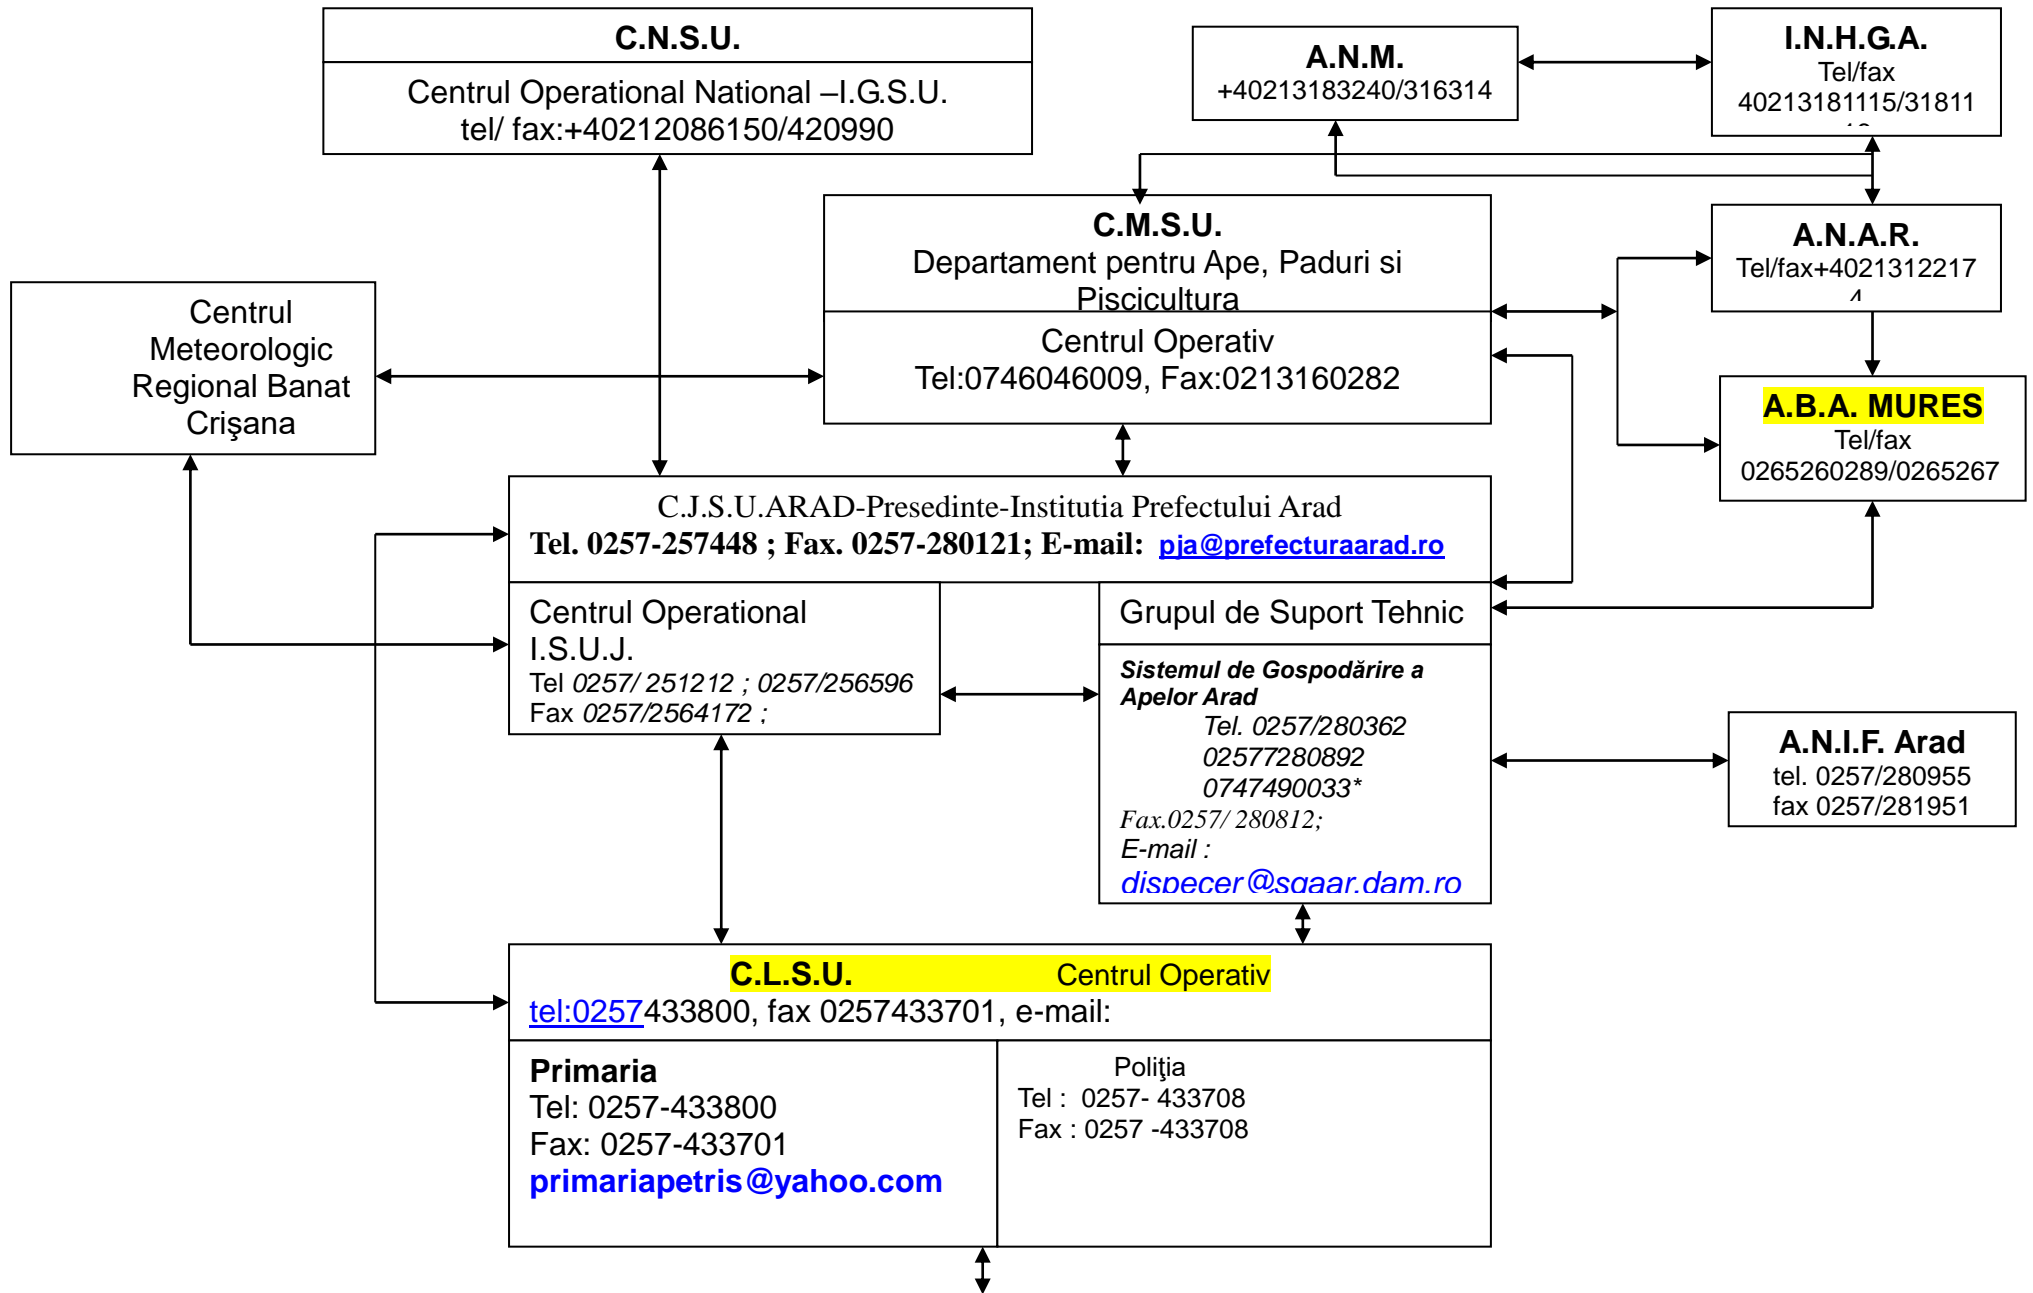 C.N.S.U.
Centrul Operational National –I.G.S.U.
tel/ fax:+40212086150/420990
A.N.M.
+40213183240/316314
I.N.H.G.A.
Tel/fax
40213181115/31811
C.M.S.U.
Departament pentru Ape, Paduri si
Piscicultura
Centrul Operativ
Tel:0746046009, Fax:0213160282
A.N.A.R.
Tel/fax+4021312217
4
Centrul
Meteorologic
Regional Banat
Crişana
A.B.A. MURES
Tel/fax
0265260289/0265267
C.J.S.U.ARAD-Presedinte-Institutia Prefectului Arad
Tel. 0257-257448 ; Fax. 0257-280121; E-mail: pja@prefecturaarad.ro
Centrul Operational
I.S.U.J.
Tel 0257/ 251212 ; 0257/256596
Fax 0257/2564172 ;
Grupul de Suport Tehnic
Sistemul de Gospodărire a
Apelor Arad
Tel. 0257/280362
02577280892
0747490033*
Fax.0257/ 280812;
E-mail :
dispecer@sgaar.dam.ro
A.N.I.F. Arad
tel. 0257/280955
fax 0257/281951
C.L.S.U. Centrul Operativ
tel:0257433800, fax 0257433701, e-mail:
Primaria
Tel: 0257-433800
Fax: 0257-433701
primariapetris@yahoo.com
Poliţia
Tel : 0257- 433708
Fax : 0257 -433708